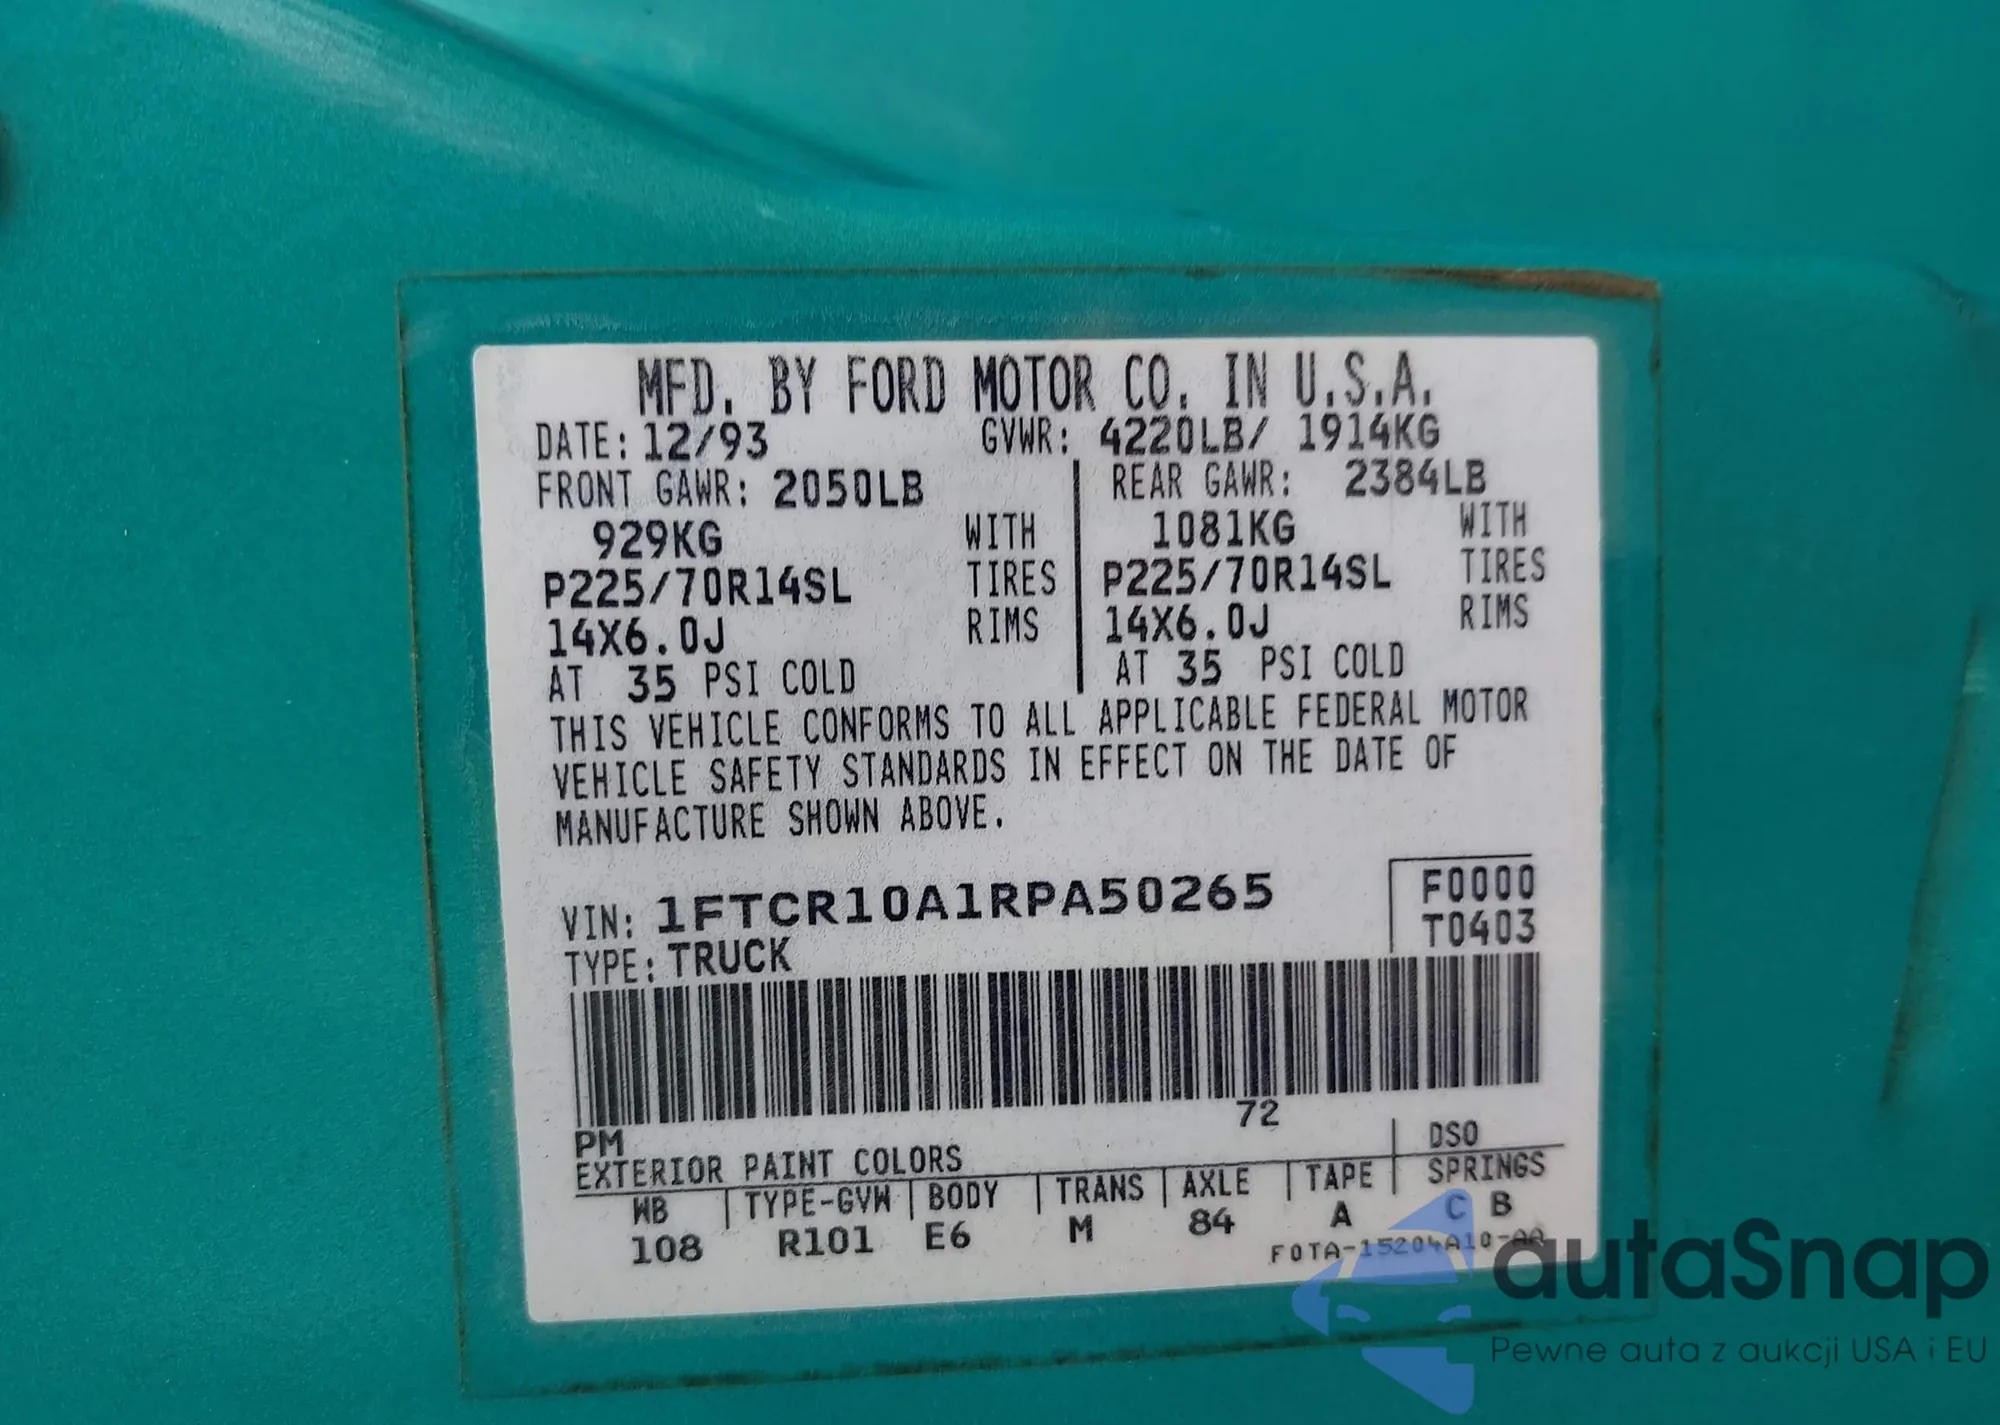 MFD. BY FORD MOTOR CO. IN U.S.A.
DATE: 12/93 GVWR: 4220LB/ 1914KG
FRONT GAWR: 2050LB REAR GAWR: 2384LB
929KG WITH 1081KG WITH
P225/70R14SL TIRES P225/70R14SL TIRES
14X6.0J RIMS 14X6.0J RIMS
AT 35 PSI COLD AT 35 PSI COLD
THIS VEHICLE CONFORMS TO ALL APPLICABLE FEDERAL MOTOR
VEHICLE SAFETY STANDARDS IN EFFECT ON THE DATE OF
MANUFACTURE SHOWN ABOVE.
VIN: 1FTCR10A1RPA50265 F0000
TYPE: TRUCK T0403
72
PM DSO
EXTERIOR PAINT COLORS
WB TYPE-GVW BODY TRANS AXLE TAPE SPRINGS
108 R101 E6 M 84 A C B
F0TA-15204A10-AA
autaSnap
Pewne auta z aukcji USA i EU